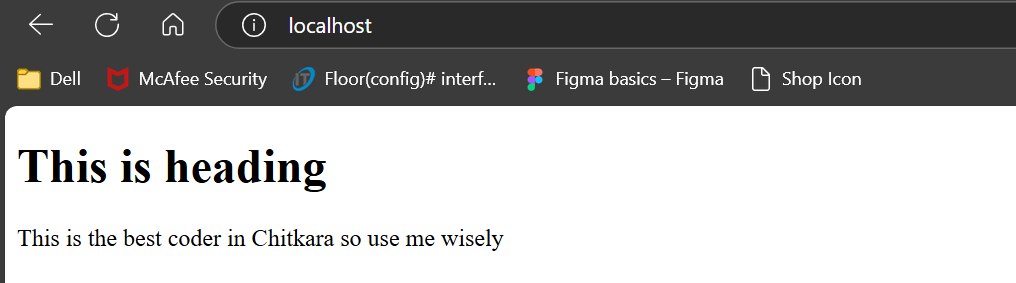 localhost
Dell McAfee Security Floor(config)# interf... Figma basics – Figma Shop Icon
This is heading
This is the best coder in Chitkara so use me wisely